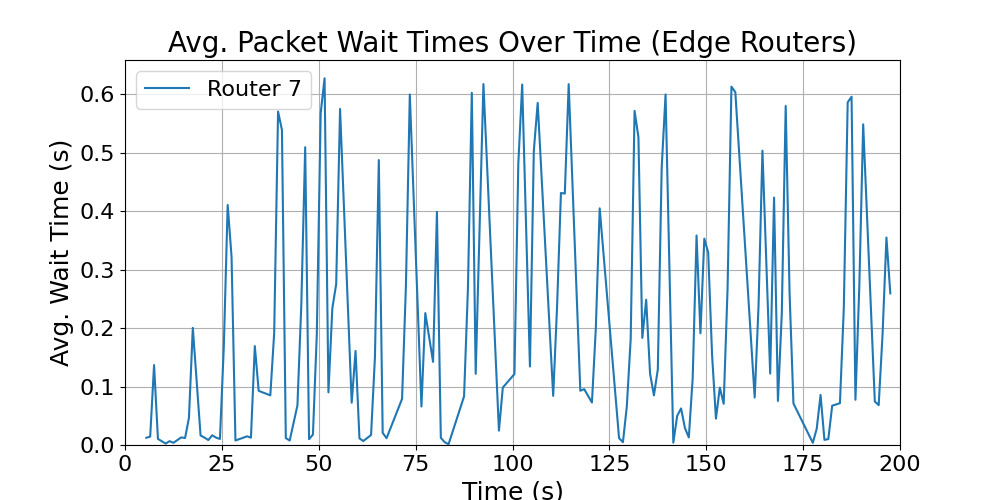 Avg. Packet Wait Times Over Time (Edge Routers)
Router 7
Avg. Wait Time (s)
0.6
0.5
0.4
0.3
0.2
0.1
0.0
0 25 50 75 100 125 150 175 200
Time (s)